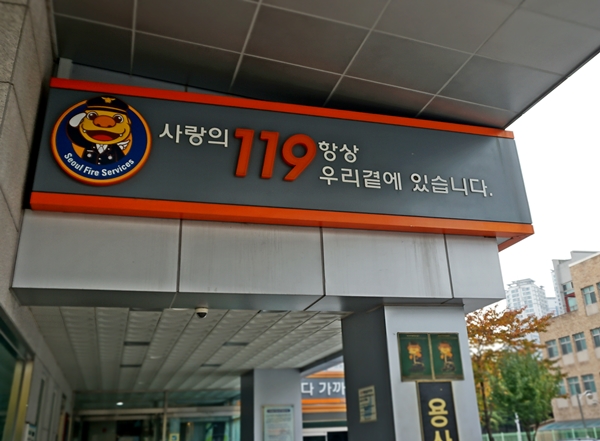 Seoul Fire Services
사랑의 119 항상
우리곁에 있습니다.
다 가까
용산